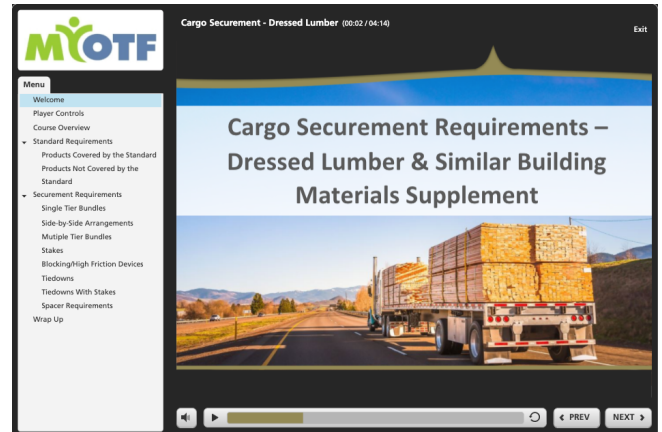 MYOTF
Cargo Securement - Dressed Lumber (00:02 / 04:14)
Exit
Menu
Welcome
Player Controls
Course Overview
Standard Requirements
Products Covered by the Standard
Products Not Covered by the
Standard
Securement Requirements
Single Tier Bundles
Side-by-Side Arrangements
Mutiple Tier Bundles
Stakes
Blocking/High Friction Devices
Tiedowns
Tiedowns With Stakes
Spacer Requirements
Wrap Up
Cargo Securement Requirements –
Dressed Lumber & Similar Building
Materials Supplement
PREV
NEXT